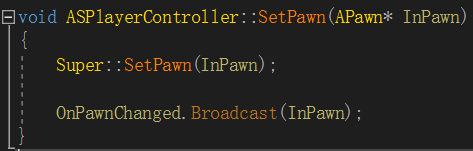 void ASPlayerController::SetPawn(APawn* InPawn)
{
Super::SetPawn(InPawn);
OnPawnChanged.Broadcast(InPawn);
}